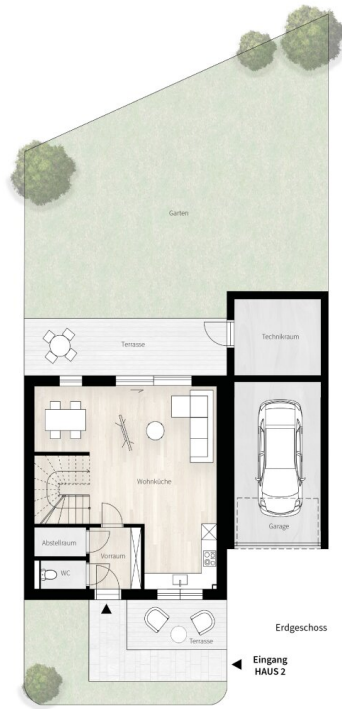 Garten
Terrasse
Technikraum
Wohnküche
Garage
Abstellraum
Vorraum
WC
Terrasse
Erdgeschoss
Eingang
HAUS 2